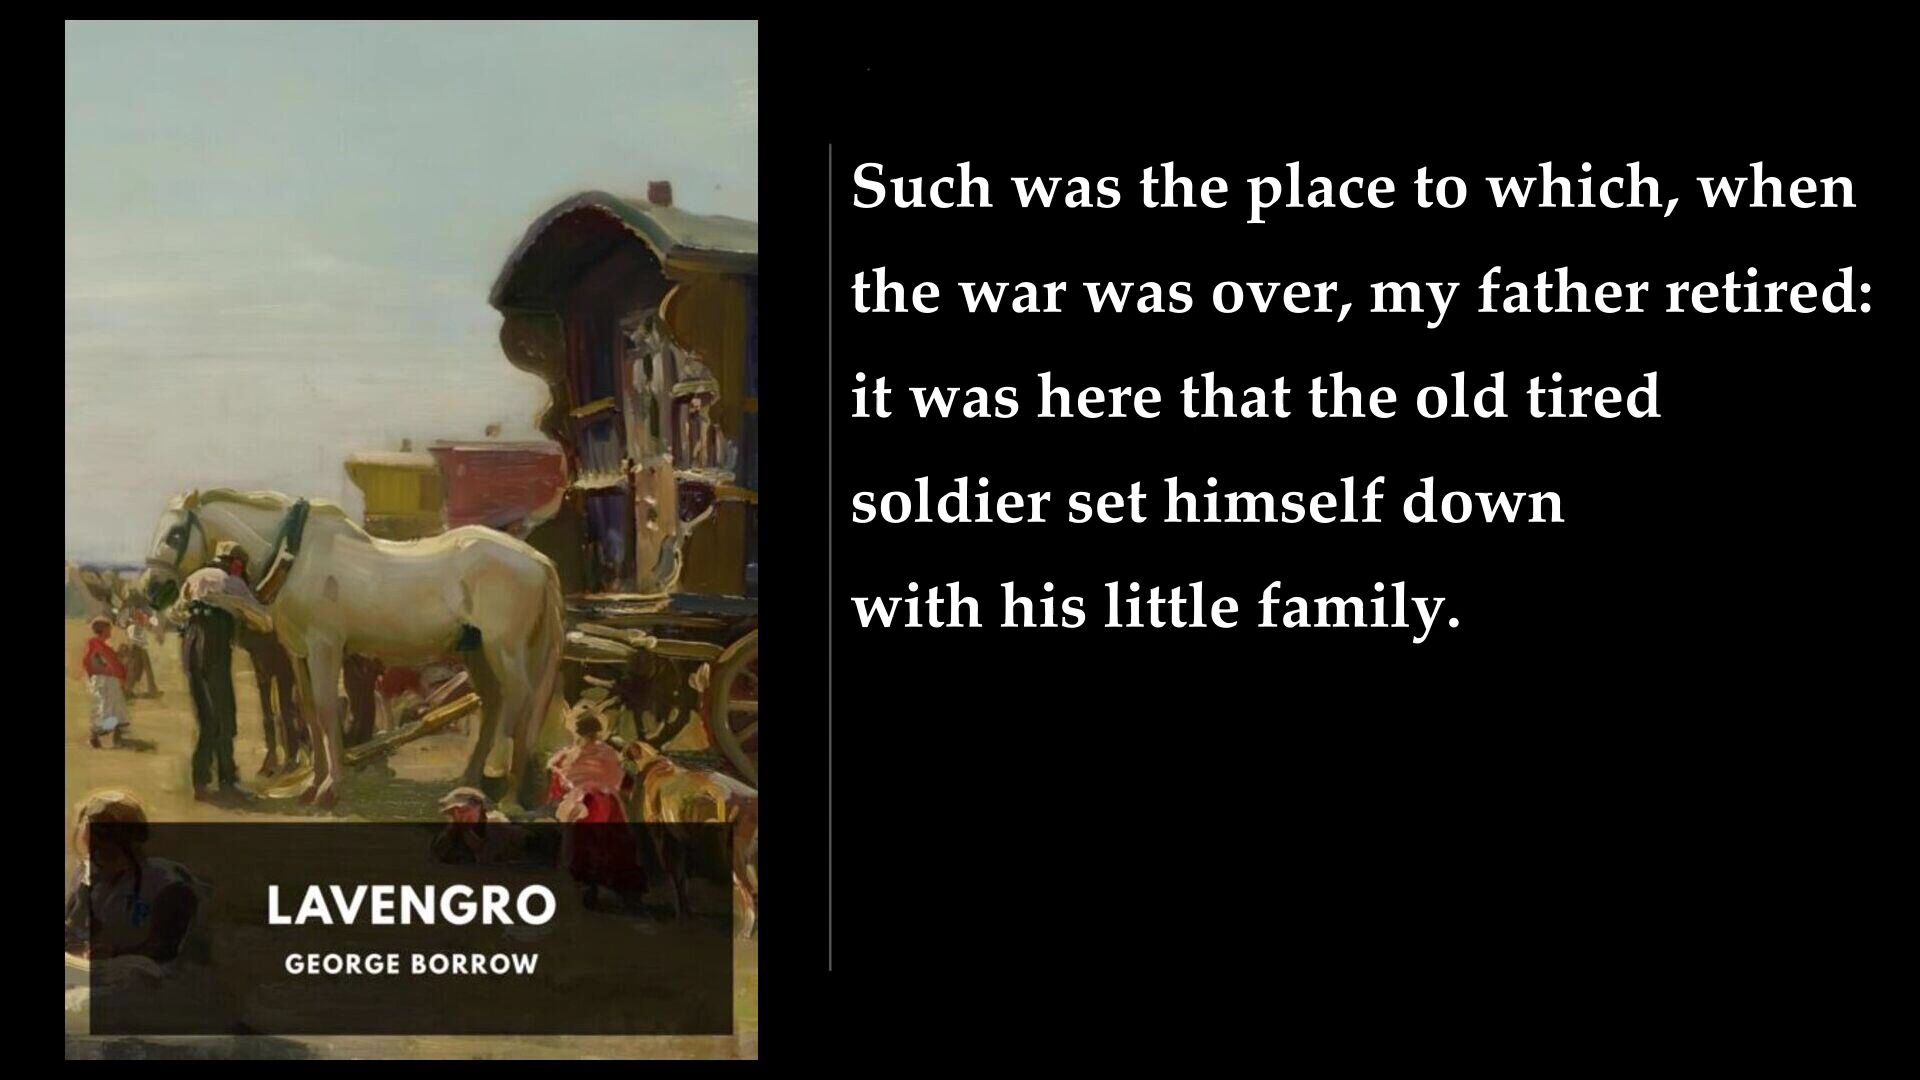 LAVENGRO
GEORGE BORROW
Such was the place to which, when
the war was over, my father retired:
it was here that the old tired
soldier set himself down
with his little family.